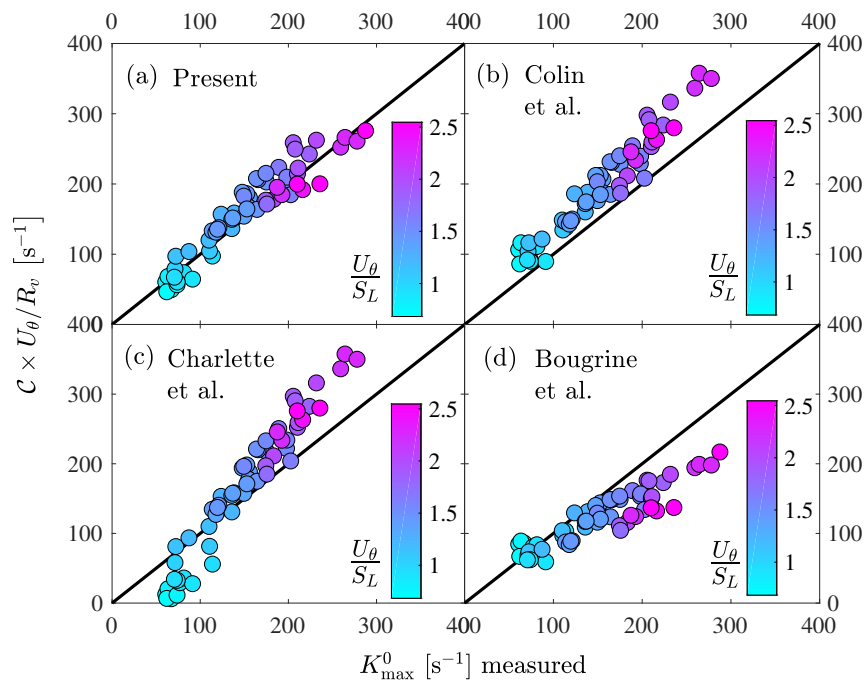 0 100 200 300 400 0 100 200 300 400
400 400
(a) Present
(b) Colin
et al.
300 300
2.5 2.5
200 2 200 2
1.5 1.5
100 1 100 1
U_θ/S_L U_θ/S_L
0 400 400
(c) Charlette
et al.
(d) Bougrine
et al.
300 300
2.5 2.5
200 2 200 2
1.5 1.5
100 1 100 1
U_θ/S_L U_θ/S_L
0 0
0 100 200 300 400 0 100 200 300 400
C × U_θ/R_v [s⁻¹]
K⁰_max [s⁻¹] measured